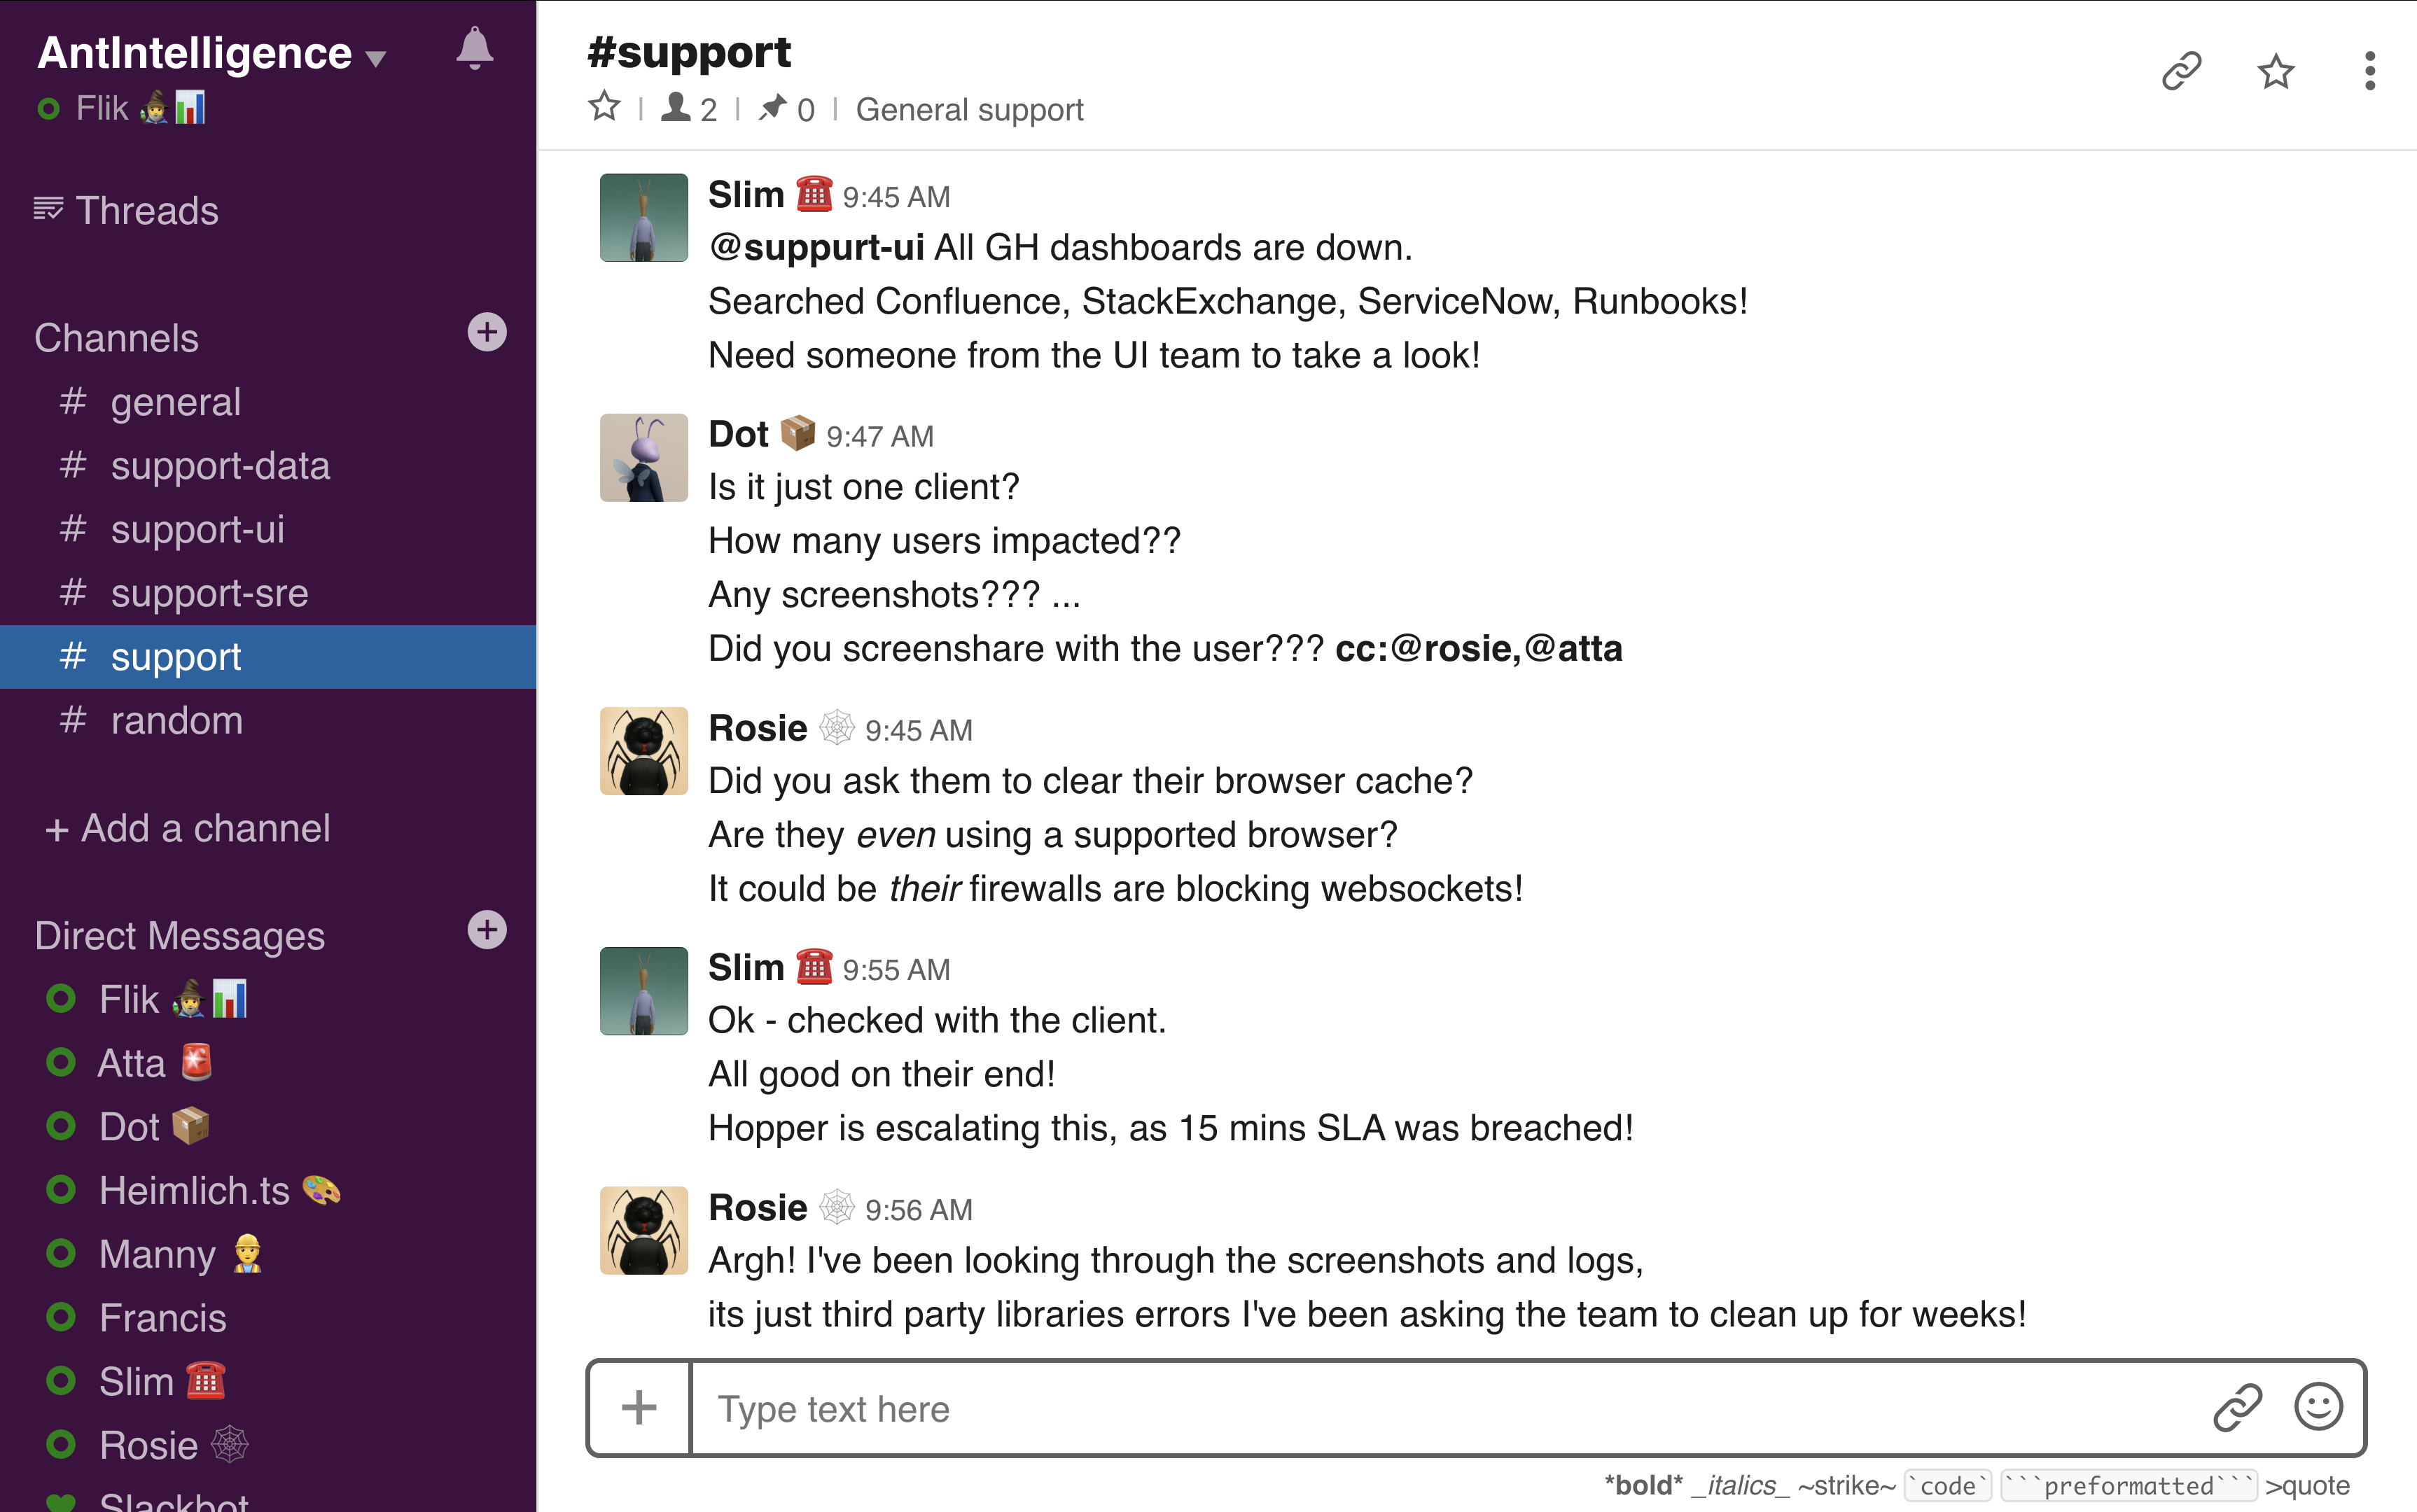 AntIntelligence
Flik
Threads
Channels
# general
# support-data
# support-ui
# support-sre
# support
# random
+ Add a channel
Direct Messages
Flik
Atta
Dot
Heimlich.ts
Manny
Francis
Slim
Rosie
Slackbot
#support
2 | 0 | General support
Slim 9:45 AM
@suppurt-ui All GH dashboards are down.
Searched Confluence, StackExchange, ServiceNow, Runbooks!
Need someone from the UI team to take a look!
Dot 9:47 AM
Is it just one client?
How many users impacted??
Any screenshots??? ...
Did you screenshare with the user??? cc:@rosie,@atta
Rosie 9:45 AM
Did you ask them to clear their browser cache?
Are they even using a supported browser?
It could be their firewalls are blocking websockets!
Slim 9:55 AM
Ok - checked with the client.
All good on their end!
Hopper is escalating this, as 15 mins SLA was breached!
Rosie 9:56 AM
Argh! I've been looking through the screenshots and logs,
its just third party libraries errors I've been asking the team to clean up for weeks!
Type text here
*bold* _italics_ ~strike~ `code` ```preformatted``` >quote